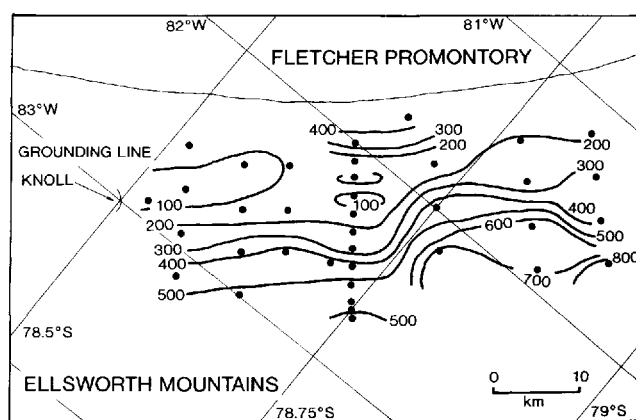 82°W
81°W
FLETCHER PROMONTORY
83°W
400
300
200
200
GROUNDING LINE
300
KNOLL
100
100
200
400
600
300
500
400
800
500
700
500
78.5°S
ELLSWORTH MOUNTAINS
0 10
km
78.75°S
79°S